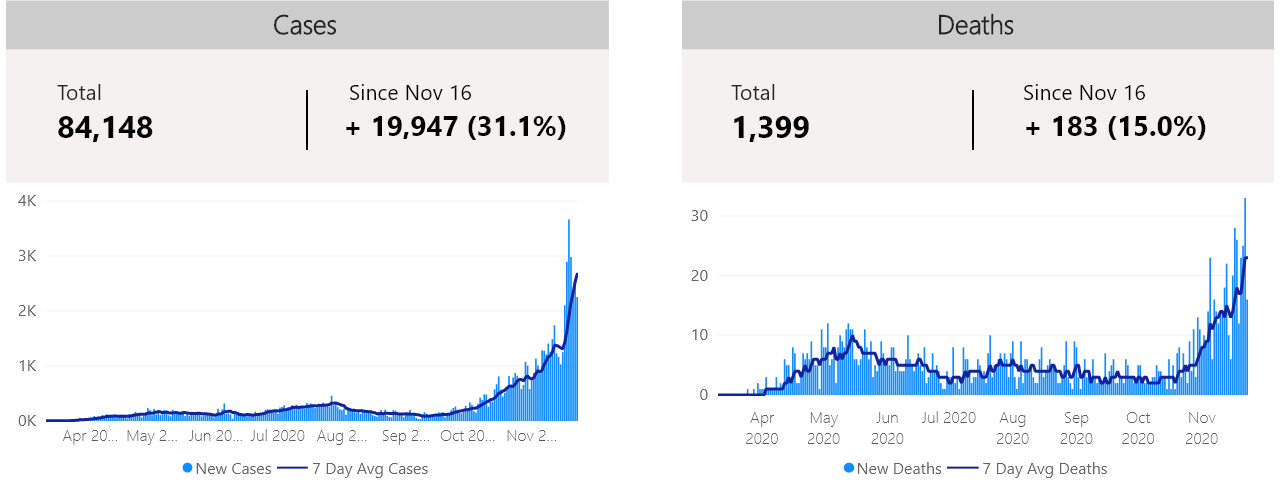 Cases
Total
84,148
Since Nov 16
+ 19,947 (31.1%)
4K
3K
2K
1K
0K
Apr 20... May 2... Jun 20... Jul 2020 Aug 2... Sep 2... Oct 20... Nov 2...
New Cases 7 Day Avg Cases
Deaths
Total
1,399
Since Nov 16
+ 183 (15.0%)
30
20
10
0
Apr 2020
May 2020
Jun 2020
Jul 2020
Aug 2020
Sep 2020
Oct 2020
Nov 2020
New Deaths 7 Day Avg Deaths